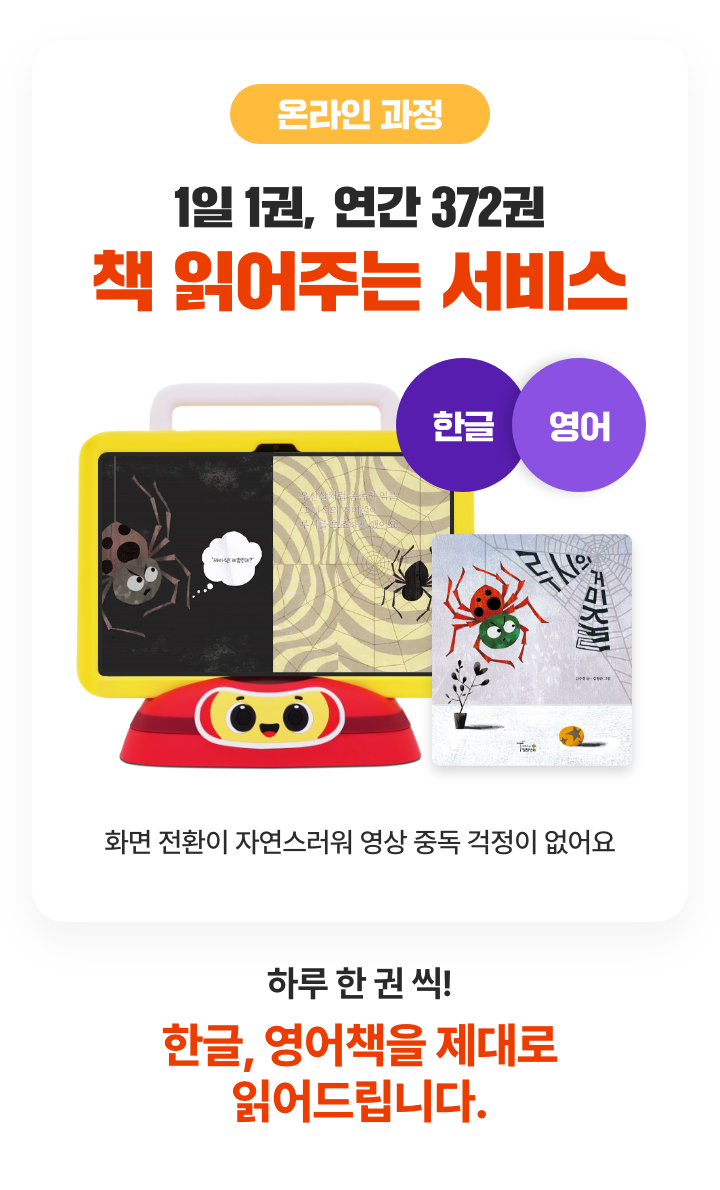 온라인 과정
1일 1권, 연간 372권
책 읽어주는 서비스
한글
영어
루푸스의 거미줄
화면 전환이 자연스러워 영상 중독 걱정이 없어요
하루 한 권 씩!
한글, 영어책을 제대로
읽어드립니다.